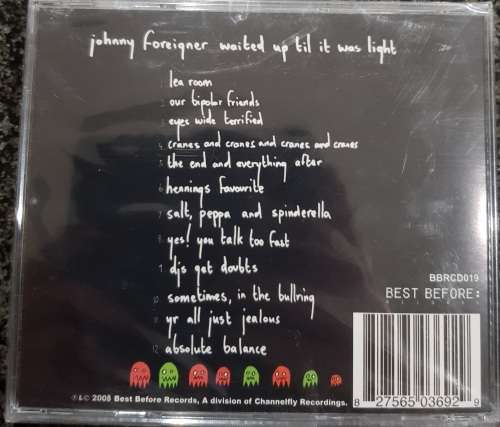 johnny foreigner waited up til it was light
1 lea room
2 our bipolar friends
3 eyes wide terrified
4 cranes and cranes and cranes and cranes
5 the end and everything after
6 hennings favourite
7 salt, peppa and spinderella
8 yes! you talk too fast
9 djs get doubts
10 sometimes, in the bullring
11 yr all just jealous
12 absolute balance
BBRCD019
BEST BEFORE:
8 27565 03692 9
℗&© 2008 Best Before Records, A division of Channelfly Recordings.